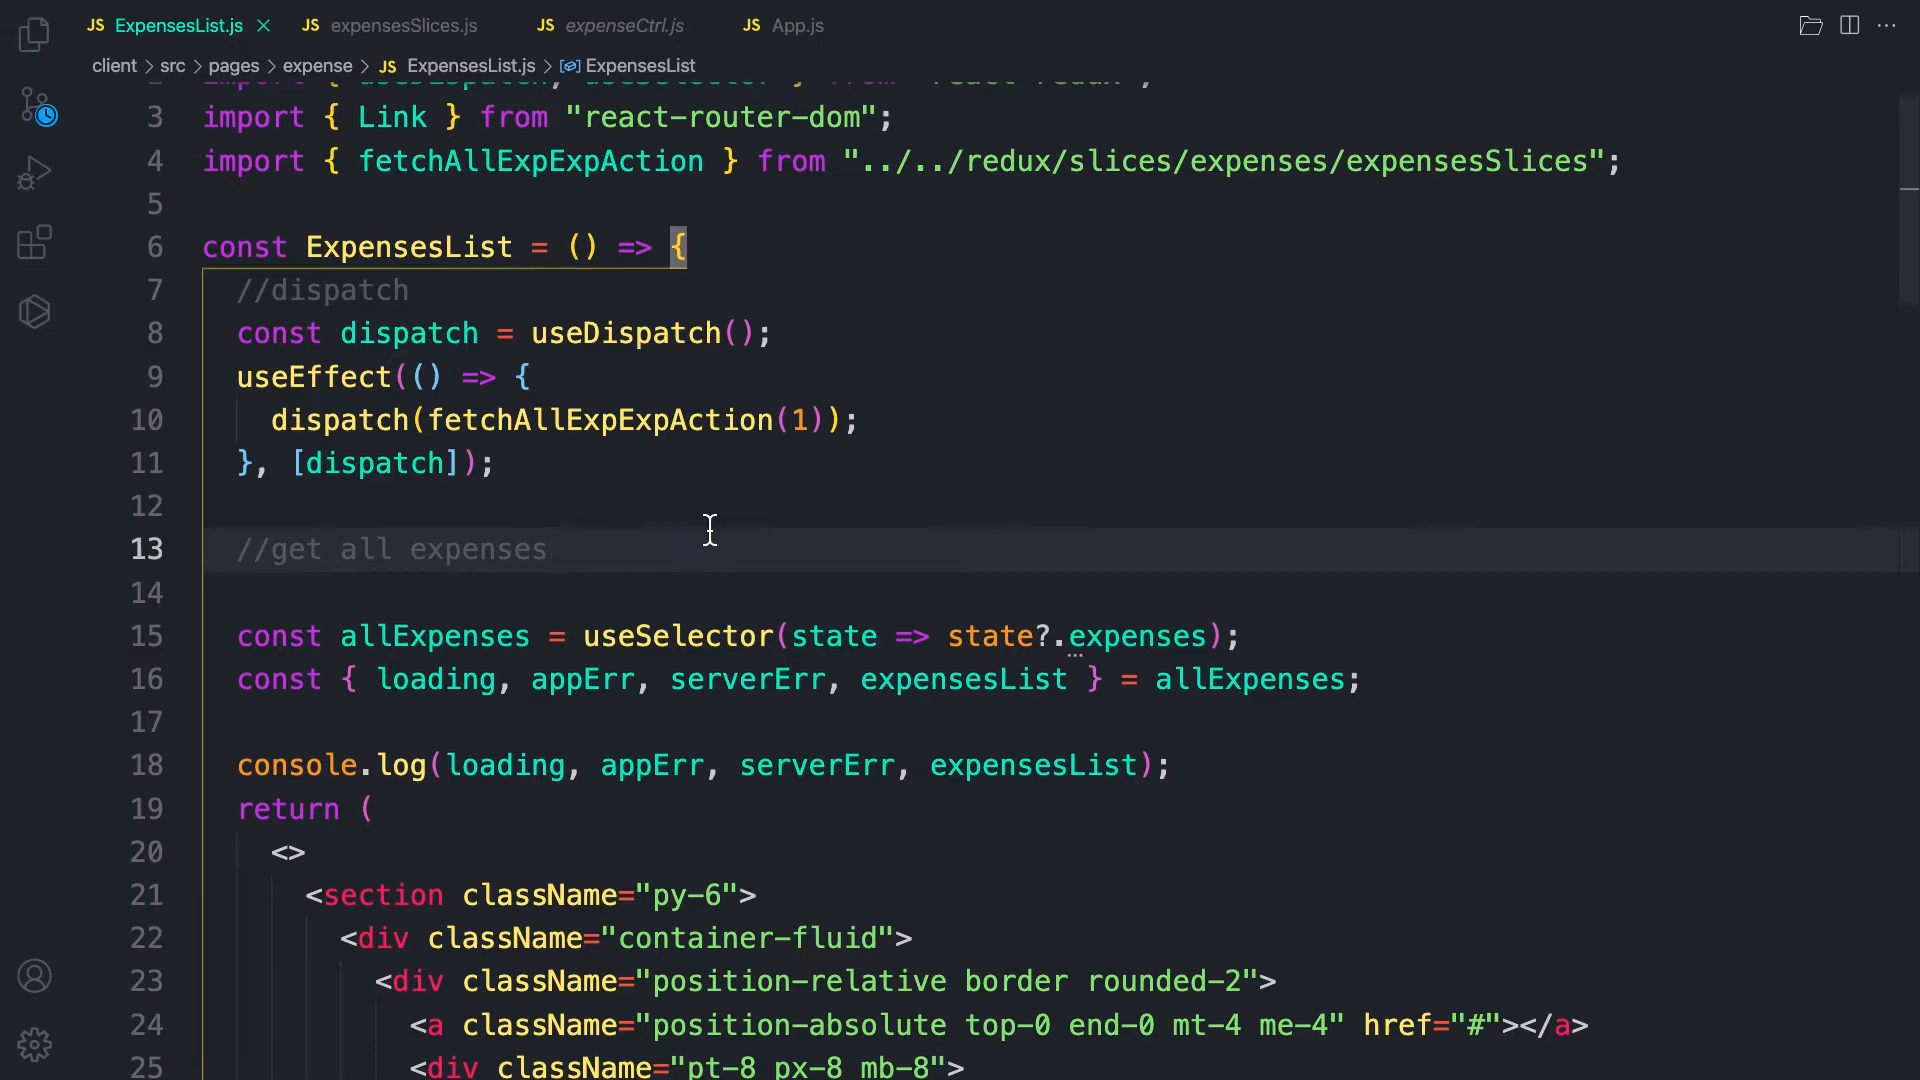 JS ExpensesList.js × JS expensesSlices.js JS expenseCtrl.js JS App.js
client > src > pages > expense > JS ExpensesList.js > ExpensesList
import { useDispatch, useSelector } from "react-redux";
3 import { Link } from "react-router-dom";
4 import { fetchAllExpExpAction } from "../../redux/slices/expenses/expensesSlices";
5
6 const ExpensesList = () => {
7 //dispatch
8 const dispatch = useDispatch();
9 useEffect(() => {
10 dispatch(fetchAllExpExpAction(1));
11 }, [dispatch]);
12
13 //get all expenses
14
15 const allExpenses = useSelector(state => state?.expenses);
16 const { loading, appErr, serverErr, expensesList } = allExpenses;
17
18 console.log(loading, appErr, serverErr, expensesList);
19 return (
20 <>
21 <section className="py-6">
22 <div className="container-fluid">
23 <div className="position-relative border rounded-2">
24 <a className="position-absolute top-0 end-0 mt-4 me-4" href="#"></a>
25 <div className="pt-8 px-8 mb-8">